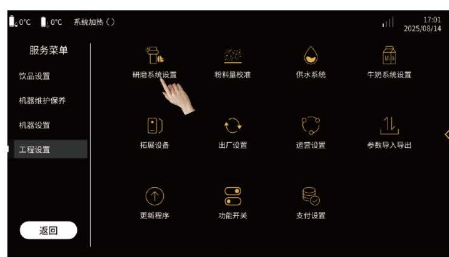 0℃ 0℃ 系统加热（） 17:01
2025/08/14
服务菜单
饮品设置
机器维护保养
机器设置
工程设置
返回
研磨系统设置 粉料量校准 供水系统 牛奶系统设置
拓展设备 出厂设置 运营设置 参数导入导出
更新程序 功能开关 支付设置